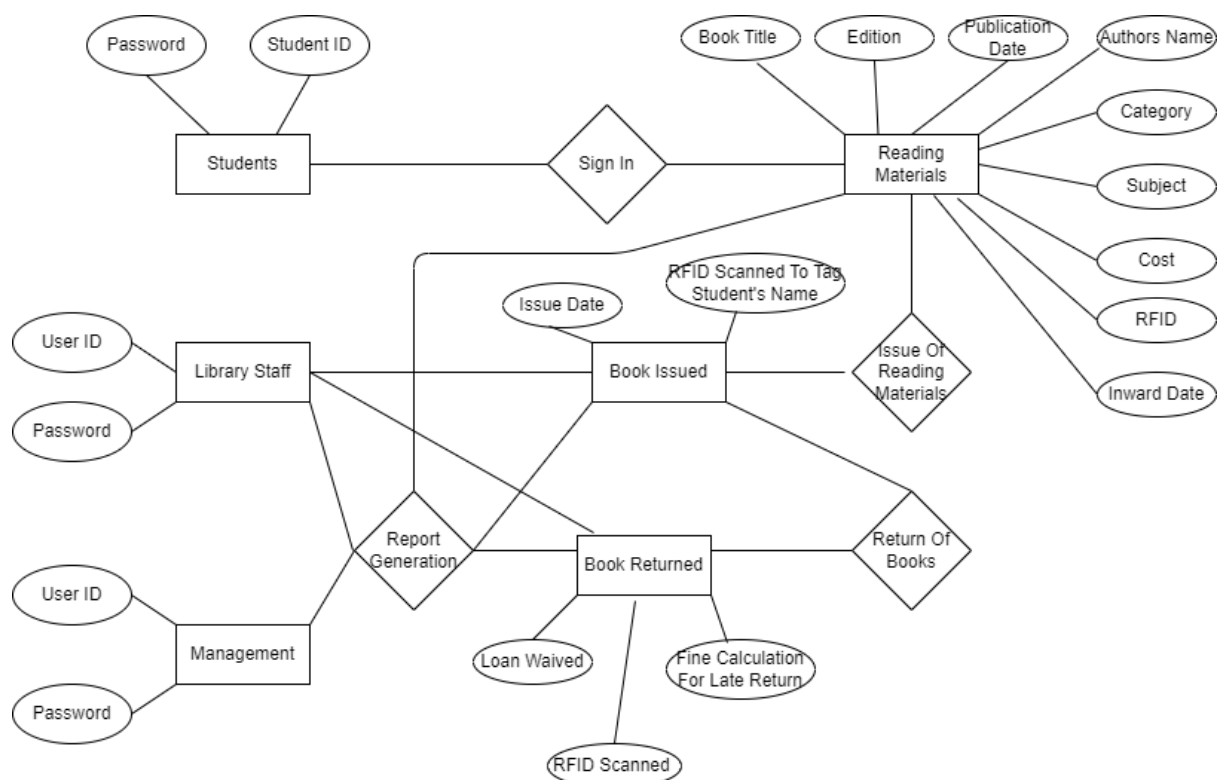 Password
Student ID
Book Title
Edition
Publication
Date
Authors Name
Students
Sign In
Reading
Materials
Category
Subject
Cost
RFID
Inward Date
RFID Scanned To Tag
Student's Name
Issue Date
User ID
Library Staff
Book Issued
Issue Of
Reading
Materials
Password
Report
Generation
Book Returned
Return Of
Books
User ID
Management
Password
Loan Waived
Fine Calculation
For Late Return
RFID Scanned